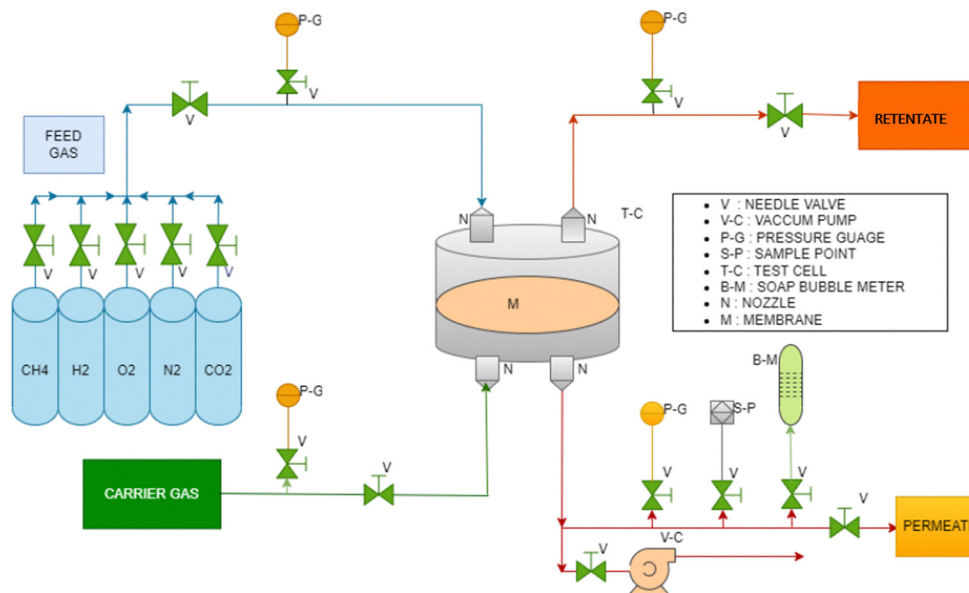 P-G
P-G
V
V
V
V
RETENTATE
FEED
GAS
N
N
T-C
V : NEEDLE VALVE
V-C : VACCUM PUMP
P-G : PRESSURE GUAGE
S-P : SAMPLE POINT
T-C : TEST CELL
B-M : SOAP BUBBLE METER
N : NOZZLE
M : MEMBRANE
V
V
V
V
V
M
CH4
H2
O2
N2
CO2
N
N
B-M
P-G
P-G
S-P
V
V
CARRIER GAS
V
V
V
V
PERMEATE
V
V-C